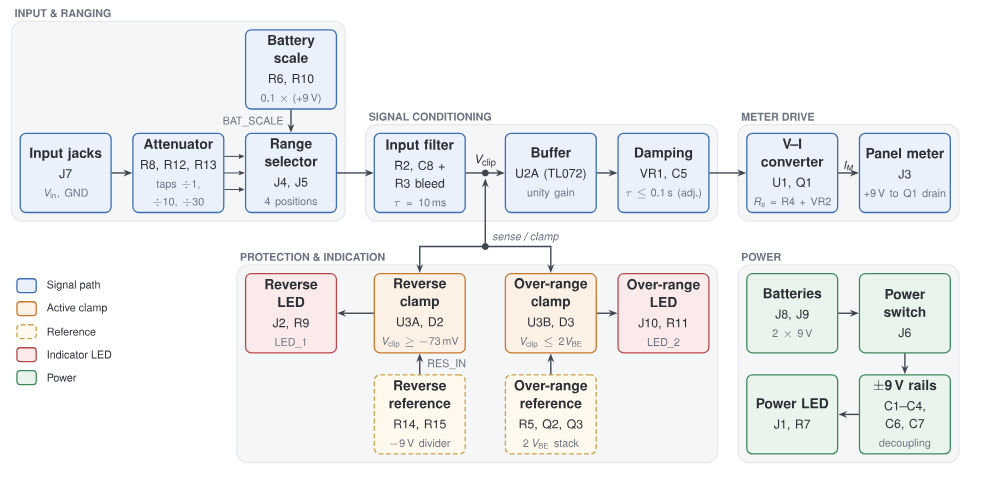 INPUT & RANGING
Battery
scale
R6, R10
0.1 × (+9 V)
BAT_SCALE
Input jacks
J7
Vin, GND
Attenuator
R8, R12, R13
taps ÷1,
÷10, ÷30
Range
selector
J4, J5
4 positions
SIGNAL CONDITIONING
Input filter
R2, C8 +
R3 bleed
τ = 10 ms
Vclip
Buffer
U2A (TL072)
unity gain
Damping
VR1, C5
τ ≤ 0.1 s (adj.)
METER DRIVE
V–I
converter
U1, Q1
Rs = R4 + VR2
IM
Panel meter
J3
+9 V to Q1 drain
sense / clamp
PROTECTION & INDICATION
Reverse
LED
J2, R9
LED_1
Reverse
clamp
U3A, D2
Vclip ≥ −73 mV
Over-range
clamp
U3B, D3
Vclip ≤ 2VBE
Over-range
LED
J10, R11
LED_2
RES_IN
Reverse
reference
R14, R15
−9 V divider
Over-range
reference
R5, Q2, Q3
2 VBE stack
POWER
Batteries
J8, J9
2 × 9 V
Power
switch
J6
Power LED
J1, R7
±9 V rails
C1–C4,
C6, C7
decoupling
Signal path
Active clamp
Reference
Indicator LED
Power